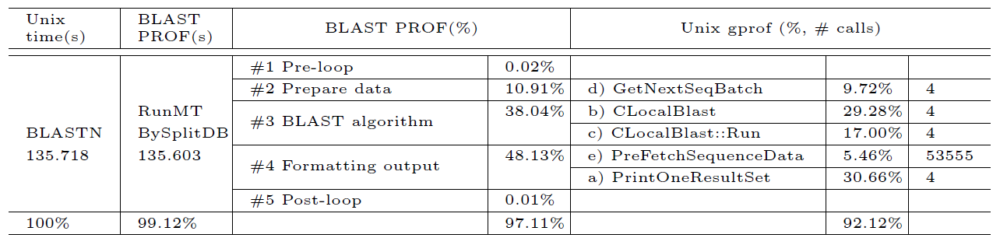 Unix time(s) BLAST PROF(s) BLAST PROF(%) Unix gprof (%, # calls)
#1 Pre-loop 0.02%
#2 Prepare data 10.91% d) GetNextSeqBatch 9.72% 4
RunMT #3 BLAST algorithm 38.04% b) CLocalBlast 29.28% 4
BLASTN BySplitDB c) CLocalBlast::Run 17.00% 4
135.718 135.603 #4 Formatting output 48.13% e) PreFetchSequenceData 5.46% 53555
a) PrintOneResultSet 30.66% 4
#5 Post-loop 0.01%
100% 99.12% 97.11% 92.12%